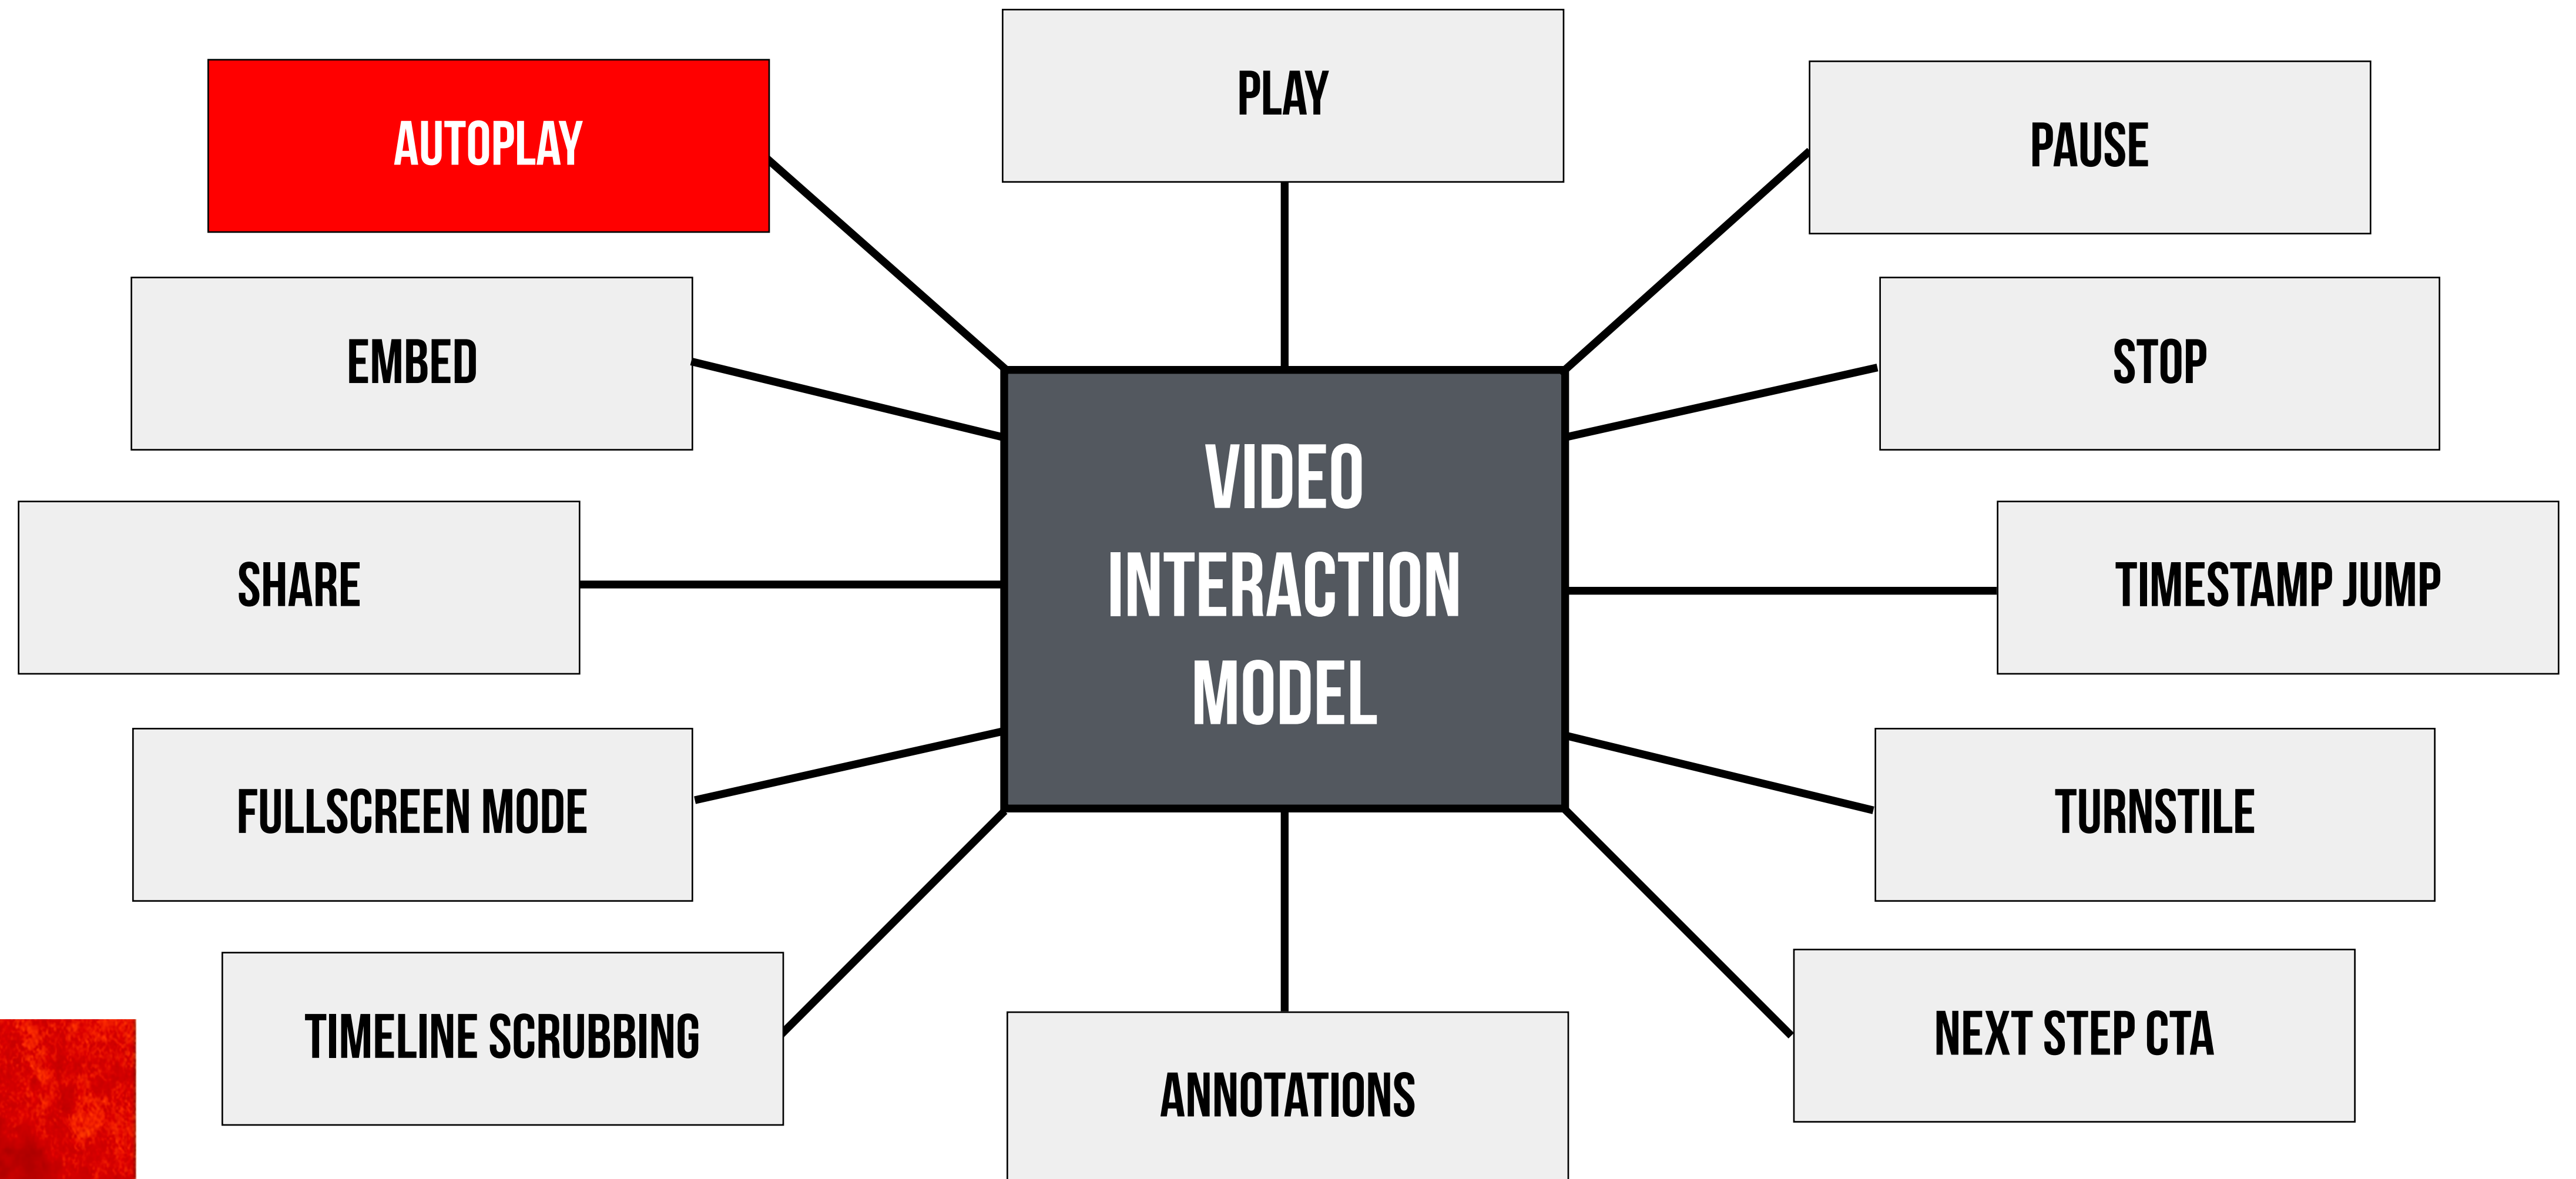 PLAY
AUTOPLAY
PAUSE
EMBED
STOP
VIDEO
INTERACTION
MODEL
SHARE
TIMESTAMP JUMP
FULLSCREEN MODE
TURNSTILE
TIMELINE SCRUBBING
NEXT STEP CTA
ANNOTATIONS